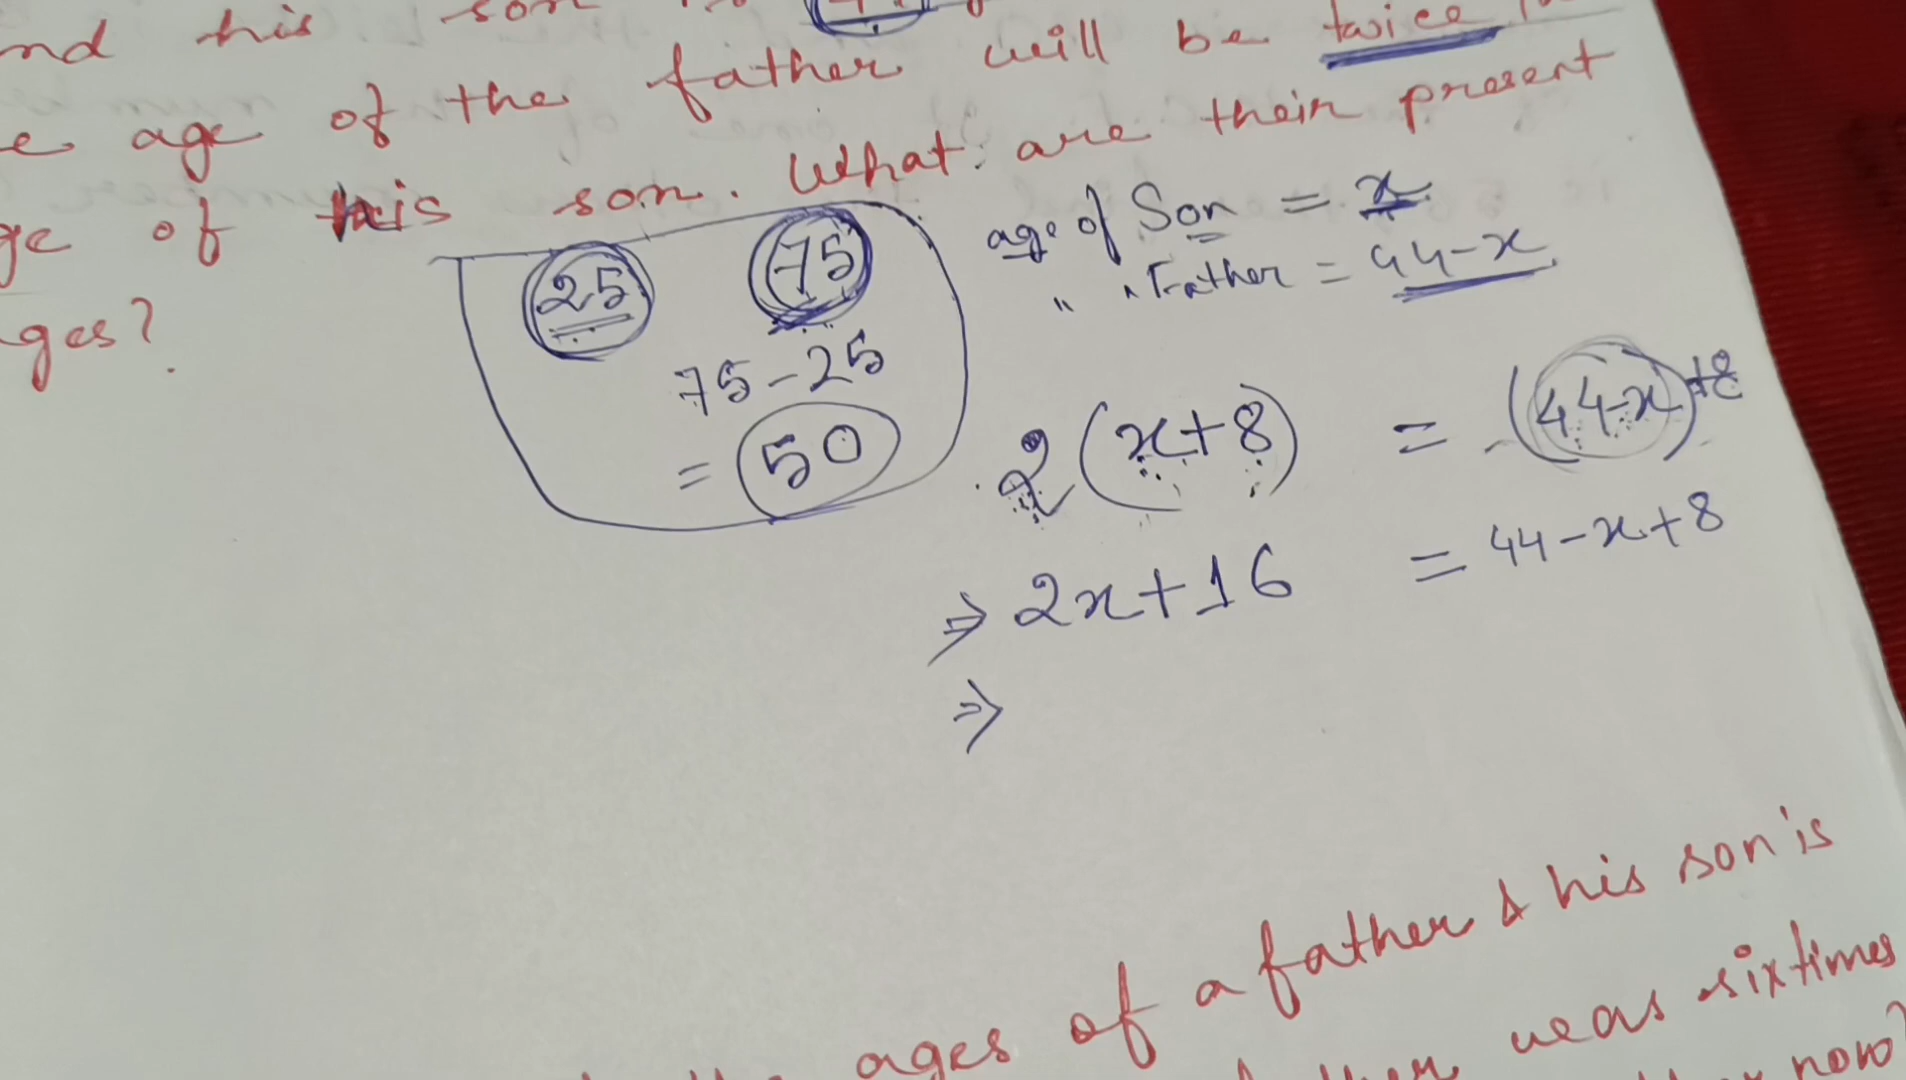 nd his son
e age of the father will be twice
ge of his son. What are their present
ges?
25 75
75-25
= 50
age of Son = x
" " Father = 44-x
2(x+8) = (44-x)+8
⇒ 2x+16 = 44-x+8
⇒
ages of a father & his son is
was six times
now?